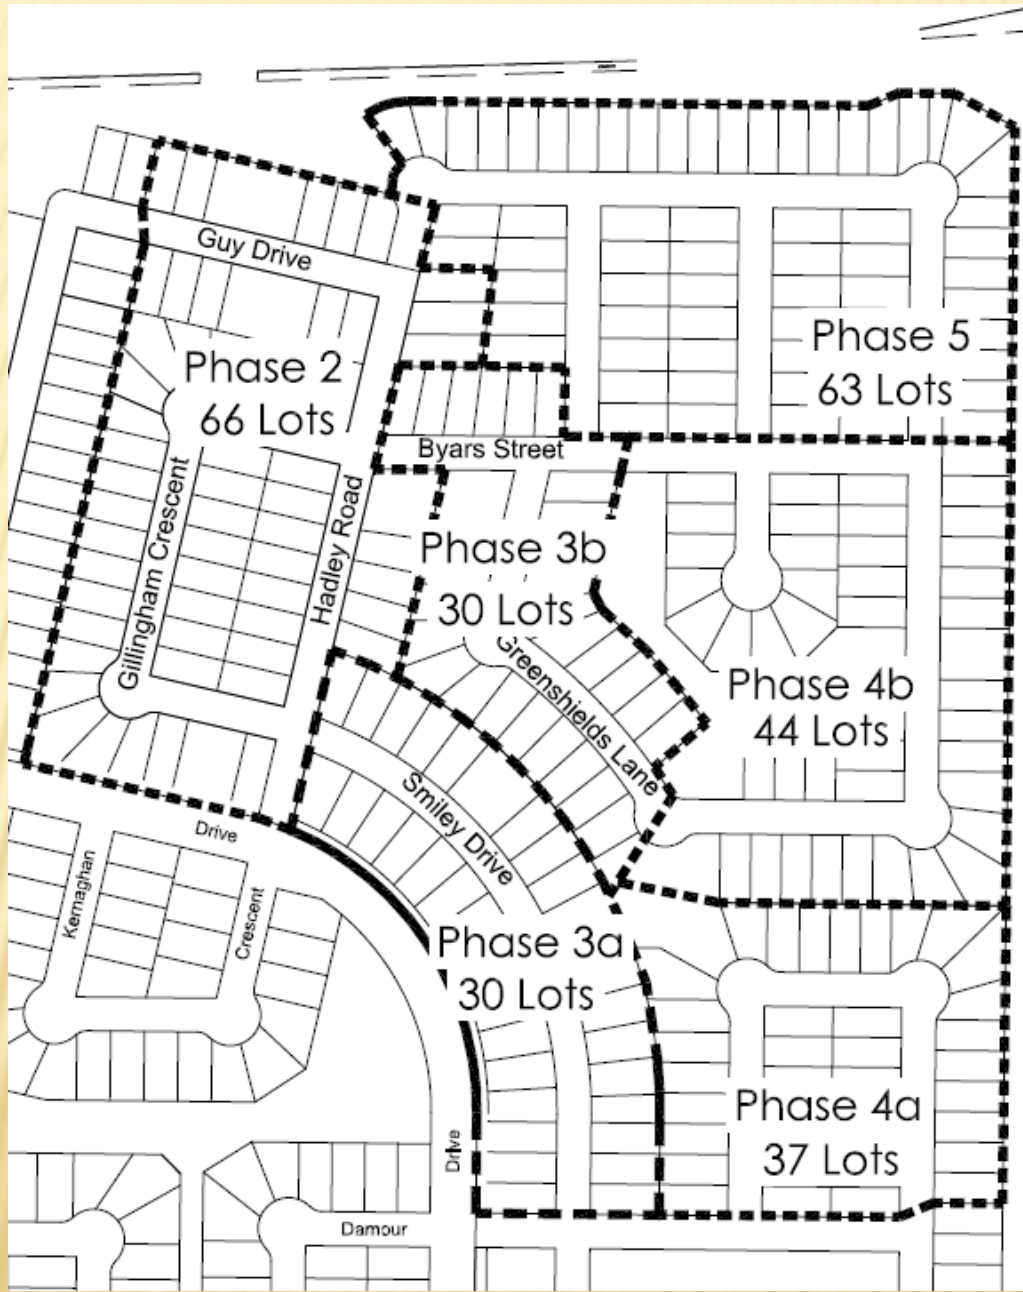 Guy Drive
Phase 2
66 Lots
Phase 5
63 Lots
Byars Street
Gillingham Crescent
Hadley Road
Phase 3b
30 Lots
Greenshields Lane
Phase 4b
44 Lots
Smiley Drive
Drive
Kernaghan
Crescent
Phase 3a
30 Lots
Phase 4a
37 Lots
Drive
Damour